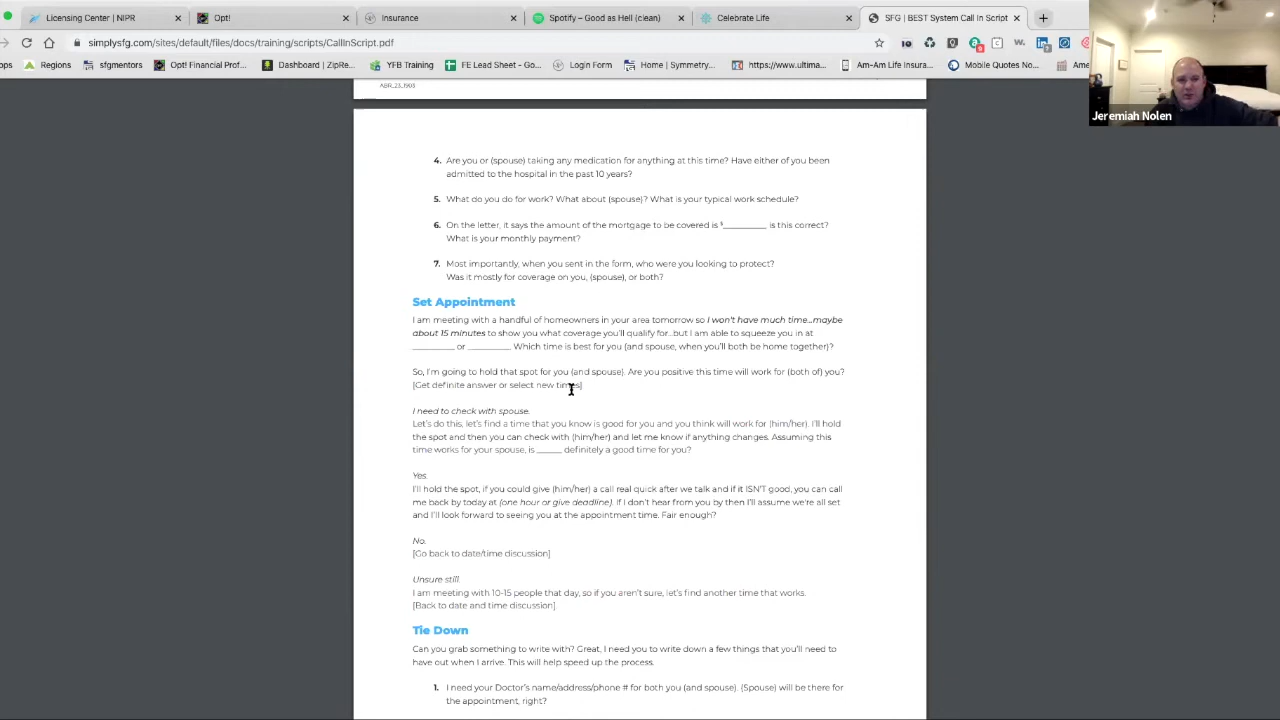 Licensing Center | NIPR
Opt!
Insurance
Spotify – Good as Hell (clean)
Celebrate Life
SFG | BEST System Call In Script
simplysfg.com/sites/default/files/docs/training/scripts/CallInScript.pdf
pps
Regions
sfgmentors
Opt! Financial Prof...
Dashboard | ZipRe...
YFB Training
FE Lead Sheet - Go...
Login Form
Home | Symmetry...
https://www.ultima...
Am-Am Life Insura...
Mobile Quotes No...
Ame
Jeremiah Nolen
4. Are you or (spouse) taking any medication for anything at this time? Have either of you been
admitted to the hospital in the past 10 years?
5. What do you do for work? What about (spouse)? What is your typical work schedule?
6. On the letter, it says the amount of the mortgage to be covered is $__________ is this correct?
What is your monthly payment?
7. Most importantly, when you sent in the form, who were you looking to protect?
Was it mostly for coverage on you, (spouse), or both?
Set Appointment
I am meeting with a handful of homeowners in your area tomorrow so I won't have much time...maybe
about 15 minutes to show you what coverage you'll qualify for...but I am able to squeeze you in at
__________ or __________. Which time is best for you (and spouse, when you'll both be home together)?
So, I'm going to hold that spot for you (and spouse). Are you positive this time will work for (both of) you?
[Get definite answer or select new times]
I need to check with spouse.
Let's do this, let's find a time that you know is good for you and you think will work for (him/her). I'll hold
the spot and then you can check with (him/her) and let me know if anything changes. Assuming this
time works for your spouse, is ______ definitely a good time for you?
Yes.
I'll hold the spot, if you could give (him/her) a call real quick after we talk and if it ISN'T good, you can call
me back by today at (one hour or give deadline). If I don't hear from you by then I'll assume we're all set
and I'll look forward to seeing you at the appointment time. Fair enough?
No.
[Go back to date/time discussion]
Unsure still.
I am meeting with 10-15 people that day, so if you aren't sure, let's find another time that works.
[Back to date and time discussion]
Tie Down
Can you grab something to write with? Great, I need you to write down a few things that you'll need to
have out when I arrive. This will help speed up the process.
1. I need your Doctor's name/address/phone # for both you (and spouse). (Spouse) will be there for
the appointment, right?